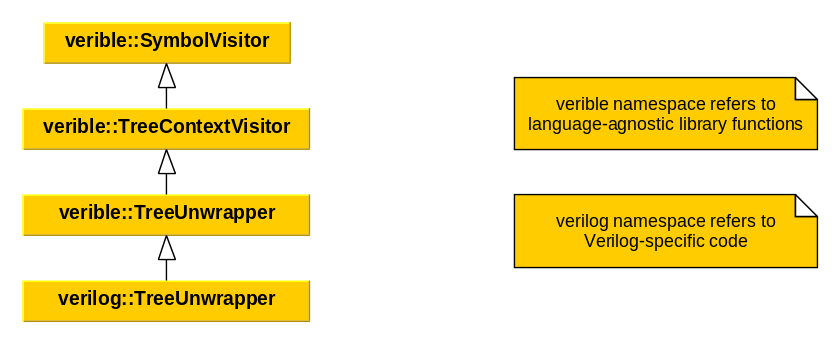 verible::SymbolVisitor
verible::TreeContextVisitor
verible::TreeUnwrapper
verilog::TreeUnwrapper
verible namespace refers to
language-agnostic library functions
verilog namespace refers to
Verilog-specific code